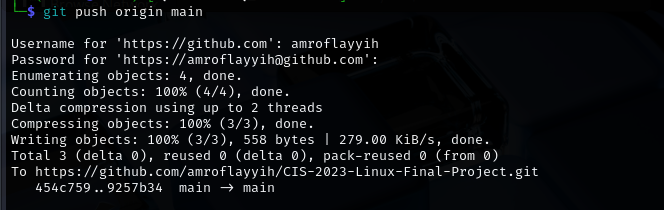 $ git push origin main
Username for 'https://github.com': amroflayyih
Password for 'https://amroflayyih@github.com':
Enumerating objects: 4, done.
Counting objects: 100% (4/4), done.
Delta compression using up to 2 threads
Compressing objects: 100% (3/3), done.
Writing objects: 100% (3/3), 558 bytes | 279.00 KiB/s, done.
Total 3 (delta 0), reused 0 (delta 0), pack-reused 0 (from 0)
To https://github.com/amroflayyih/CIS-2023-Linux-Final-Project.git
   454c759..9257b34  main -> main